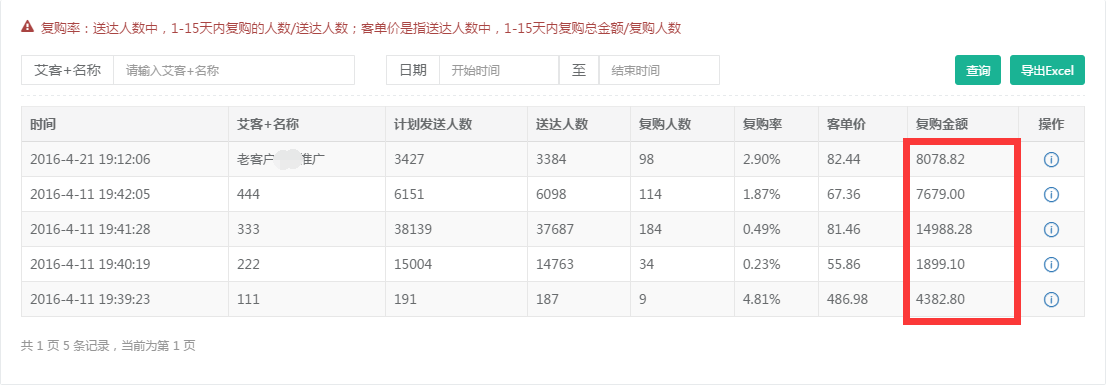 复购率：送达人数中，1-15天内复购的人数/送达人数；客单价是指送达人数中，1-15天内复购总金额/复购人数
艾客+名称 请输入艾客+名称 日期 开始时间 至 结束时间 查询 导出Excel
时间 艾客+名称 计划发送人数 送达人数 复购人数 复购率 客单价 复购金额 操作
2016-4-21 19:12:06 老客户 推广 3427 3384 98 2.90% 82.44 8078.82
2016-4-11 19:42:05 444 6151 6098 114 1.87% 67.36 7679.00
2016-4-11 19:41:28 333 38139 37687 184 0.49% 81.46 14988.28
2016-4-11 19:40:19 222 15004 14763 34 0.23% 55.86 1899.10
2016-4-11 19:39:23 111 191 187 9 4.81% 486.98 4382.80
共 1 页 5 条记录，当前为第 1 页